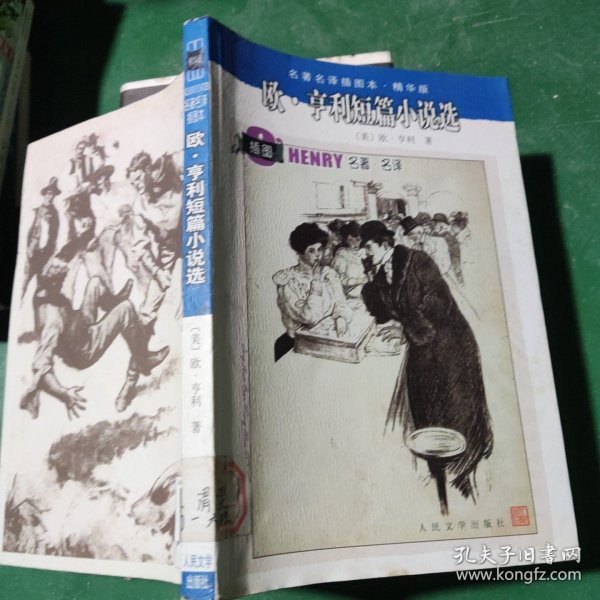 名著名译插图本·精华版
欧·亨利短篇小说选
〔美〕欧·亨利 著
插图
HENRY 名著 名译
人民文学出版社
欧·亨利短篇小说选
〔美〕欧·亨利 著
人民文学
出版社
孔夫子旧书网
www.kongfz.com